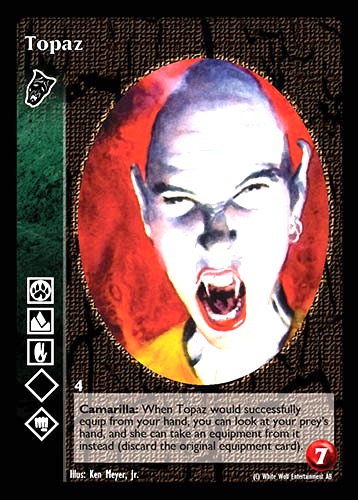 Topaz
4
Camarilla: When Topaz would successfully
equip from your hand, you can look at your prey's
hand, and she can take an equipment from it
instead (discard the original equipment card).
7
Illus: Ken Meyer, Jr.
(C) White Wolf Entertainment AB